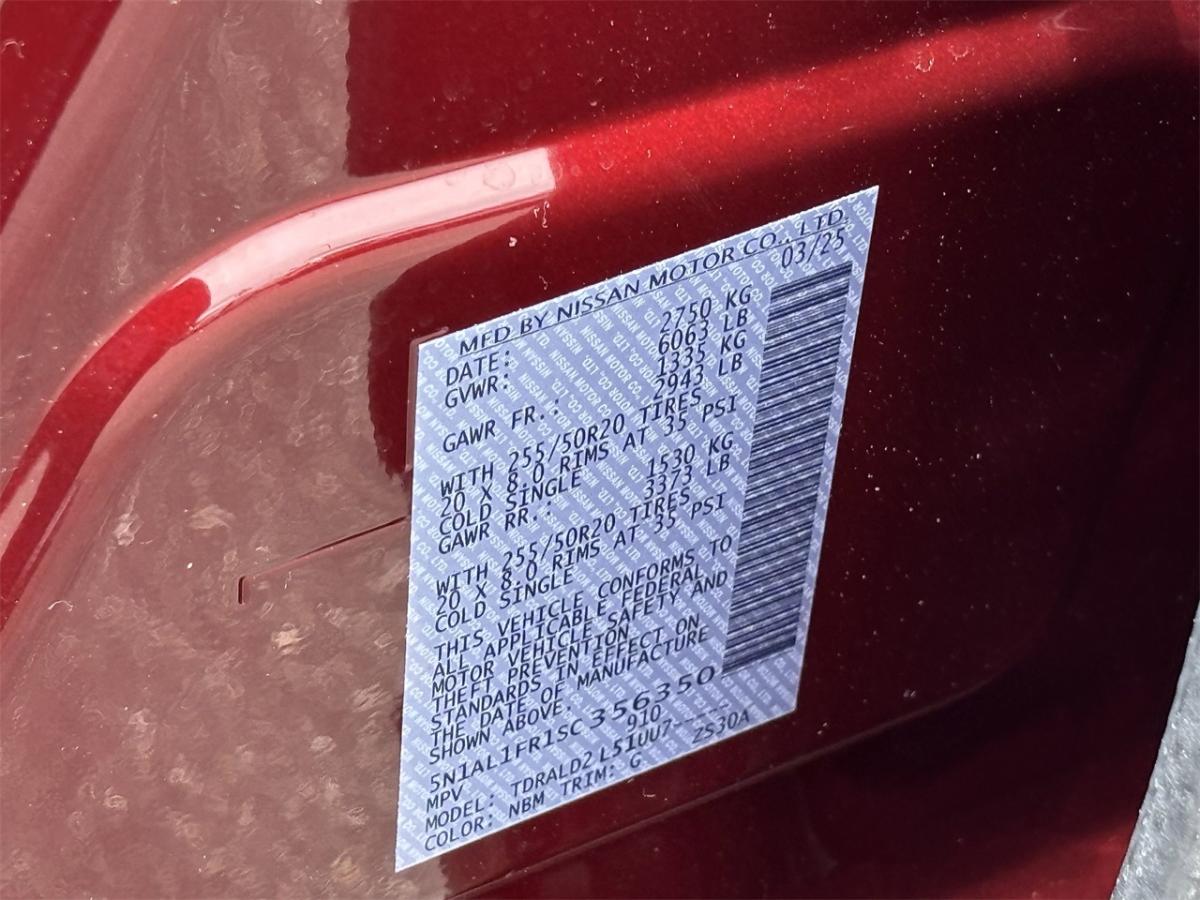 MFD BY NISSAN MOTOR CO., LTD.
DATE: 03/25
GVWR: 2750 KG
6063 LB
GAWR FR.: 1335 KG
2943 LB
WITH 255/50R20 TIRES
20 X 8.0 RIMS AT 35 PSI
COLD SINGLE
GAWR RR.: 1530 KG
3373 LB
WITH 255/50R20 TIRES
20 X 8.0 RIMS AT 35 PSI
COLD SINGLE
THIS VEHICLE CONFORMS TO
ALL APPLICABLE FEDERAL
MOTOR VEHICLE SAFETY AND
THEFT PREVENTION
STANDARDS IN EFFECT ON
THE DATE OF MANUFACTURE
SHOWN ABOVE.
5N1AL1FR1SC356350
MPV 910
MODEL: TDRALD2L51UU7-----
COLOR: NBM TRIM: G ZS30A